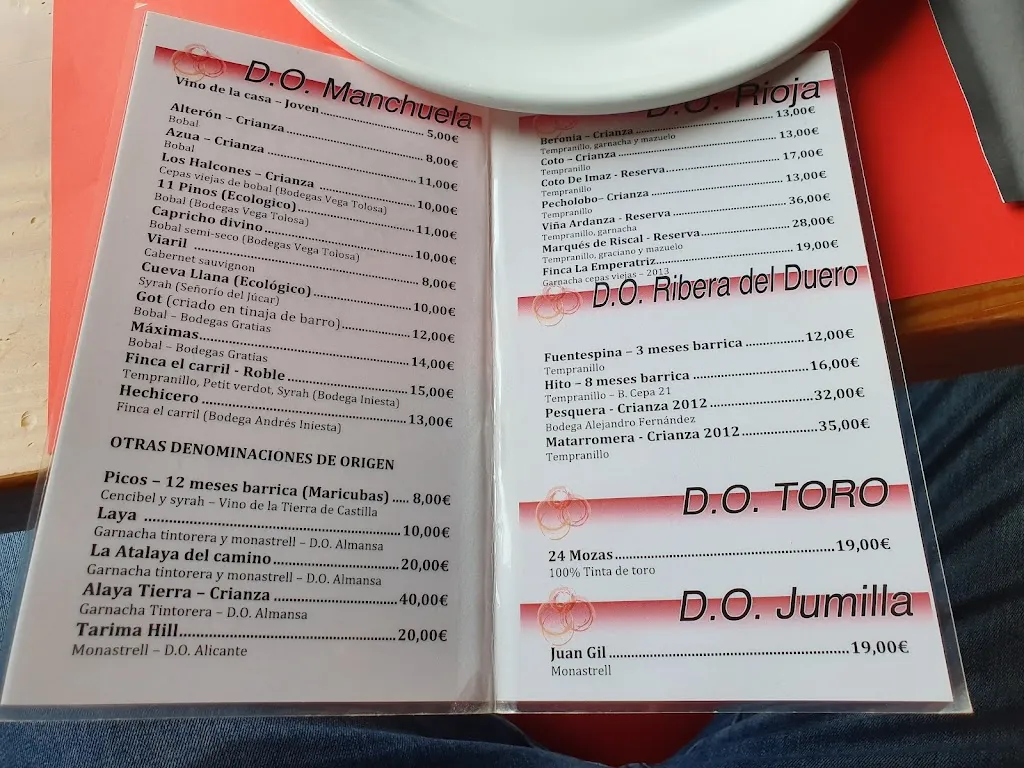 D.O. Manchuela
Vino de la casa – Joven 5,00€
Alterón – Crianza 8,00€
Bobal
Azua – Crianza 11,00€
Bobal
Los Halcones – Crianza 10,00€
Cepas viejas de bobal (Bodegas Vega Tolosa)
11 Pinos (Ecologico) 11,00€
Bobal (Bodegas Vega Tolosa)
Capricho divino 10,00€
Bobal semi-seco (Bodegas Vega Tolosa)
Viaril 8,00€
Cabernet sauvignon
Cueva Llana (Ecológico) 10,00€
Syrah (Señorío del Júcar)
Got (criado en tinaja de barro) 12,00€
Bobal – Bodegas Gratias
Máximas 14,00€
Bobal – Bodegas Gratias
Finca el carril - Roble 15,00€
Tempranillo, Petit verdot, Syrah (Bodega Iniesta)
Hechicero 13,00€
Finca el carril (Bodega Andrés Iniesta)
OTRAS DENOMINACIONES DE ORIGEN
Picos – 12 meses barrica (Maricubas) 8,00€
Cencibel y syrah – Vino de la Tierra de Castilla
Laya 10,00€
Garnacha tintorera y monastrell – D.O. Almansa
La Atalaya del camino 20,00€
Garnacha tintorera y monastrell – D.O. Almansa
Alaya Tierra – Crianza 40,00€
Garnacha Tintorera – D.O. Almansa
Tarima Hill 20,00€
Monastrell – D.O. Alicante
D.O. Rioja
Beronia – Crianza 13,00€
Tempranillo, garnacha y mazuelo
Coto – Crianza 13,00€
Tempranillo
Coto De Imaz - Reserva 17,00€
Tempranillo
Pecholobo– Crianza 13,00€
Tempranillo
Viña Ardanza - Reserva 36,00€
Tempranillo, garnacha
Marqués de Riscal - Reserva 28,00€
Tempranillo, graciano y mazuelo
Finca La Emperatriz 19,00€
Garnacha cepas viejas – 2013
D.O. Ribera del Duero
Fuentespina – 3 meses barrica 12,00€
Tempranillo
Hito – 8 meses barrica 16,00€
Tempranillo – B. Cepa 21
Pesquera - Crianza 2012 32,00€
Bodega Alejandro Fernández
Matarromera - Crianza 2012 35,00€
Tempranillo
D.O. TORO
24 Mozas 19,00€
100% Tinta de toro
D.O. Jumilla
Juan Gil 19,00€
Monastrell